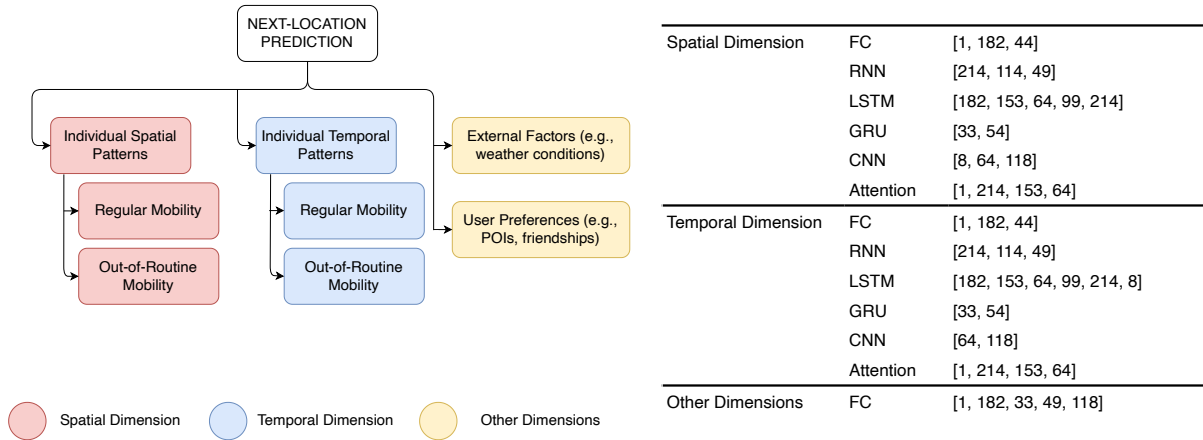 NEXT-LOCATION
PREDICTION
Individual Spatial
Patterns
Regular Mobility
Out-of-Routine
Mobility
Individual Temporal
Patterns
Regular Mobility
Out-of-Routine
Mobility
External Factors (e.g.,
weather conditions)
User Preferences (e.g.,
POIs, friendships)
Spatial Dimension
Temporal Dimension
Other Dimensions
Spatial Dimension FC [1, 182, 44]
RNN [214, 114, 49]
LSTM [182, 153, 64, 99, 214]
GRU [33, 54]
CNN [8, 64, 118]
Attention [1, 214, 153, 64]
Temporal Dimension FC [1, 182, 44]
RNN [214, 114, 49]
LSTM [182, 153, 64, 99, 214, 8]
GRU [33, 54]
CNN [64, 118]
Attention [1, 214, 153, 64]
Other Dimensions FC [1, 182, 33, 49, 118]